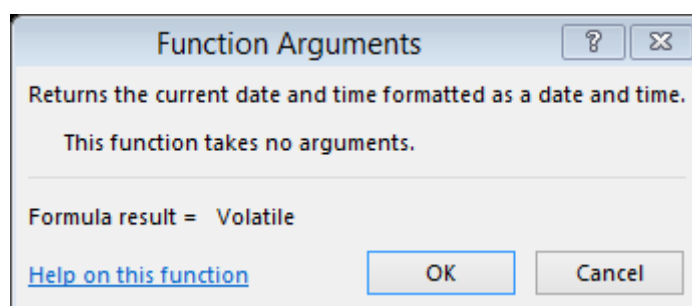 Function Arguments
Returns the current date and time formatted as a date and time.
This function takes no arguments.
Formula result = Volatile
Help on this function
OK
Cancel